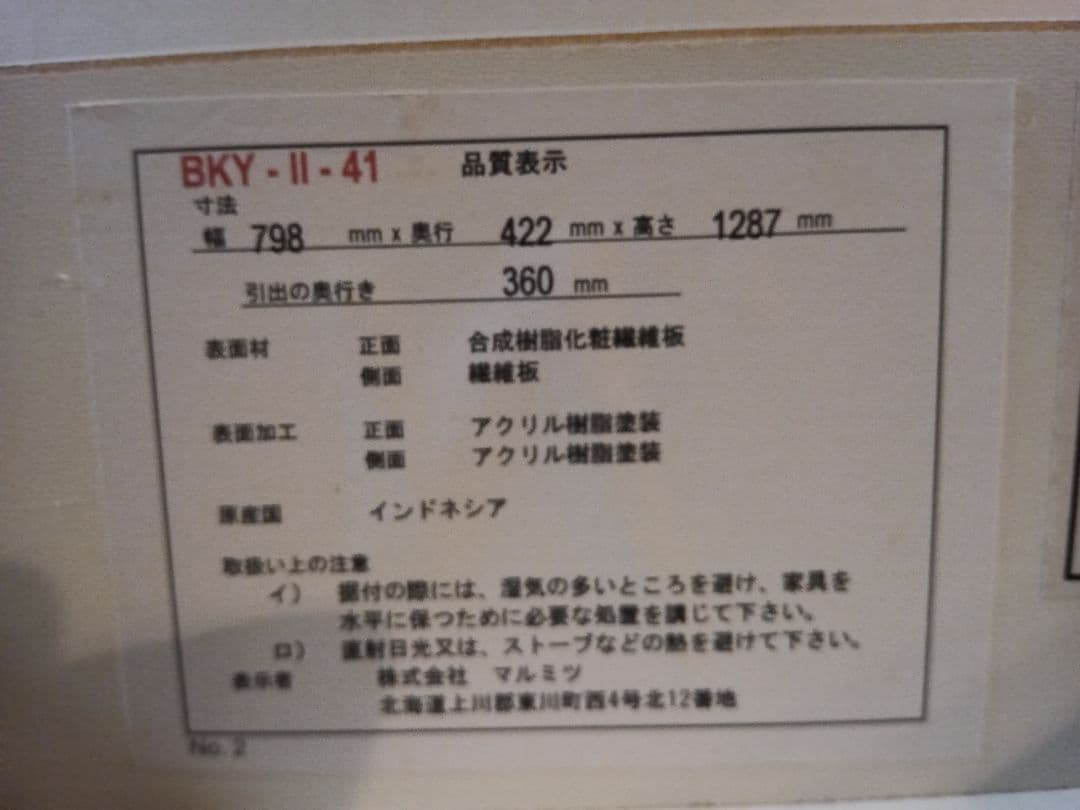 BKY - II - 41 品質表示
寸法
幅 798 mm x 奥行 422 mm x 高さ 1287 mm
引出の奥行き 360 mm
表面材 正面 合成樹脂化粧繊維板
側面 繊維板
表面加工 正面 アクリル樹脂塗装
側面 アクリル樹脂塗装
原産国 インドネシア
取扱い上の注意
イ) 据付の際には、湿気の多いところを避け、家具を
水平に保つために必要な処置を講じて下さい。
ロ) 直射日光又は、ストーブなどの熱を避けて下さい。
表示者 株式会社 マルミツ
北海道上川郡東川町西4号北12番地
No. 2